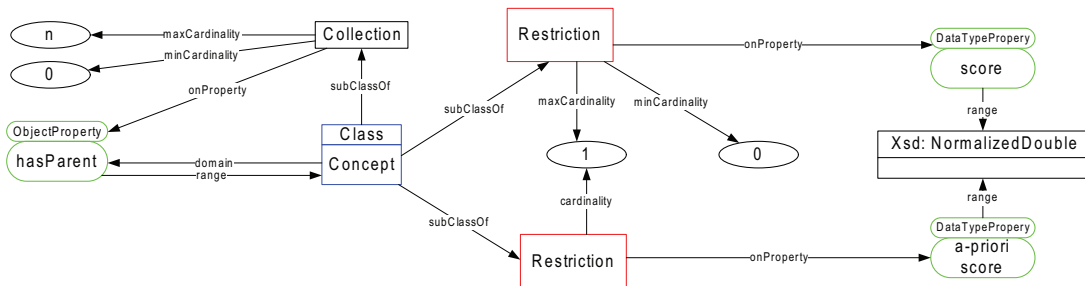 n
maxCardinality
Collection
minCardinality
0
onProperty
subClassOf
ObjectProperty
hasParent
domain
range
Class
Concept
subClassOf
Restriction
onProperty
maxCardinality
minCardinality
1
0
DataTypePropery
score
range
Xsd: NormalizedDouble
range
cardinality
subClassOf
Restriction
onProperty
DataTypePropery
a-priori
score